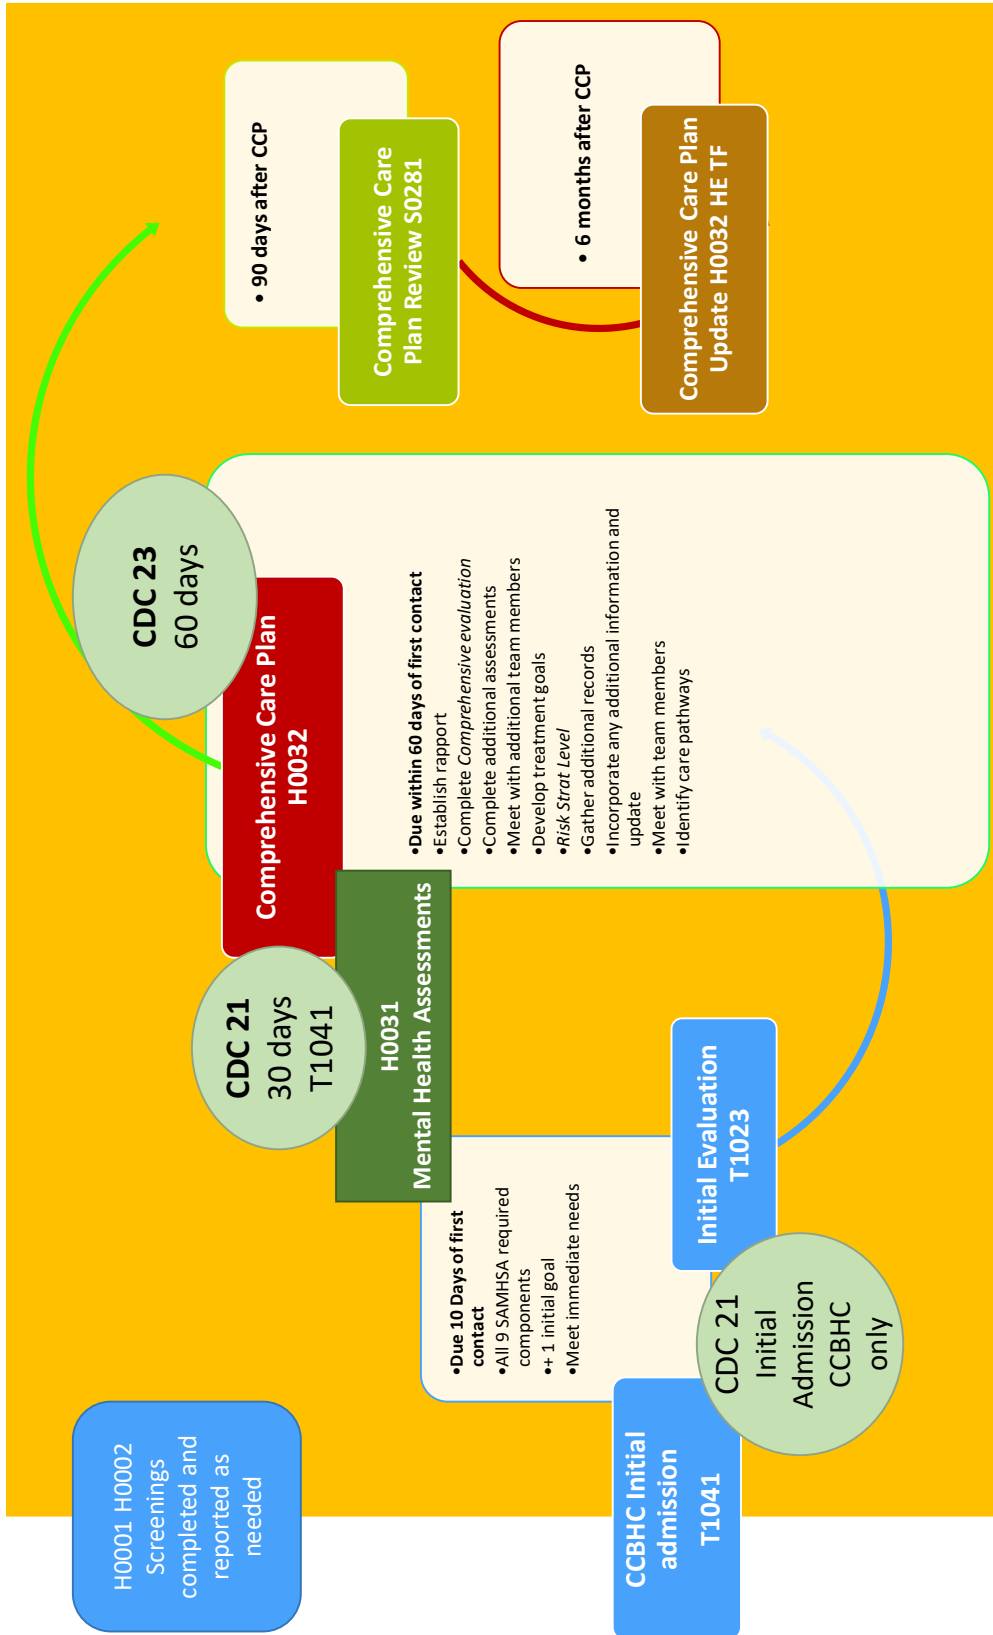 H0001 H0002
Screenings
completed and
reported as
needed
CCBHC Initial
admission
T1041
CDC 21
Initial
Admission
CCBHC
only
•Due 10 Days of first
contact
•All 9 SAMHSA required
components
•+ 1 initial goal
•Meet immediate needs
Initial Evaluation
T1023
CDC 21
30 days
T1041
H0031
Mental Health Assessments
Comprehensive Care Plan
H0032
CDC 23
60 days
•Due within 60 days of first contact
•Establish rapport
•Complete Comprehensive evaluation
•Complete additional assessments
•Meet with additional team members
•Develop treatment goals
•Risk Strat Level
•Gather additional records
•Incorporate any additional information and
update
•Meet with team members
•Identify care pathways
• 90 days after CCP
Comprehensive Care
Plan Review S0281
• 6 months after CCP
Comprehensive Care Plan
Update H0032 HE TF